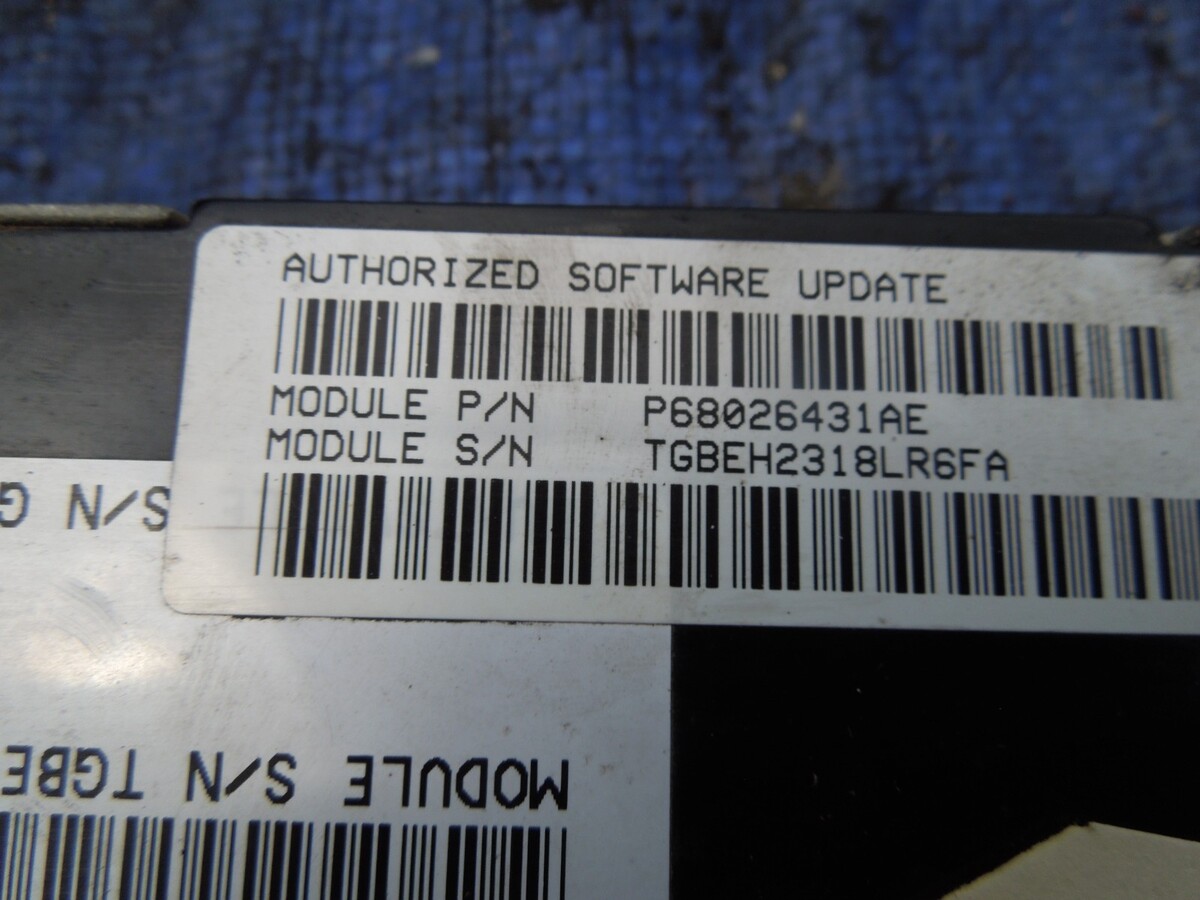 AUTHORIZED SOFTWARE UPDATE
MODULE P/N P68026431AE
MODULE S/N TGBEH2318LR6FA
S/N G
MODULE S/N TGBE